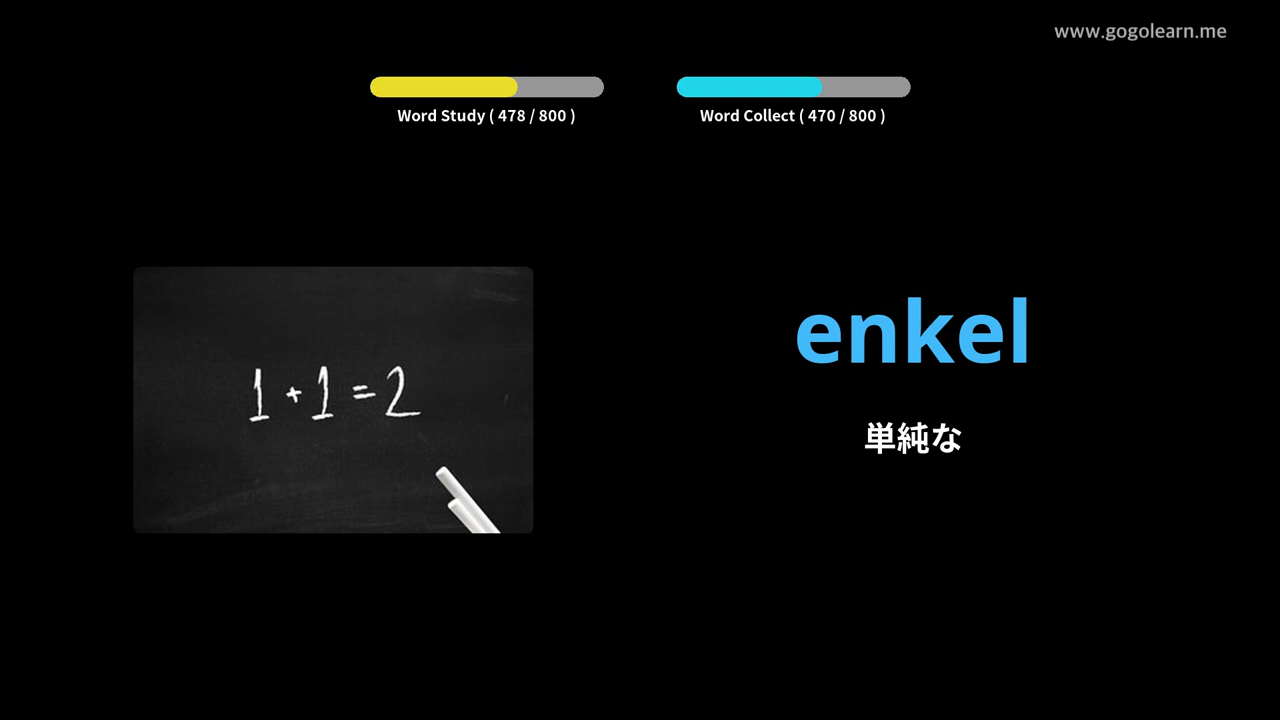 www.gogolearn.me
Word Study ( 478 / 800 )
Word Collect ( 470 / 800 )
1 + 1 = 2
enkel
単純な